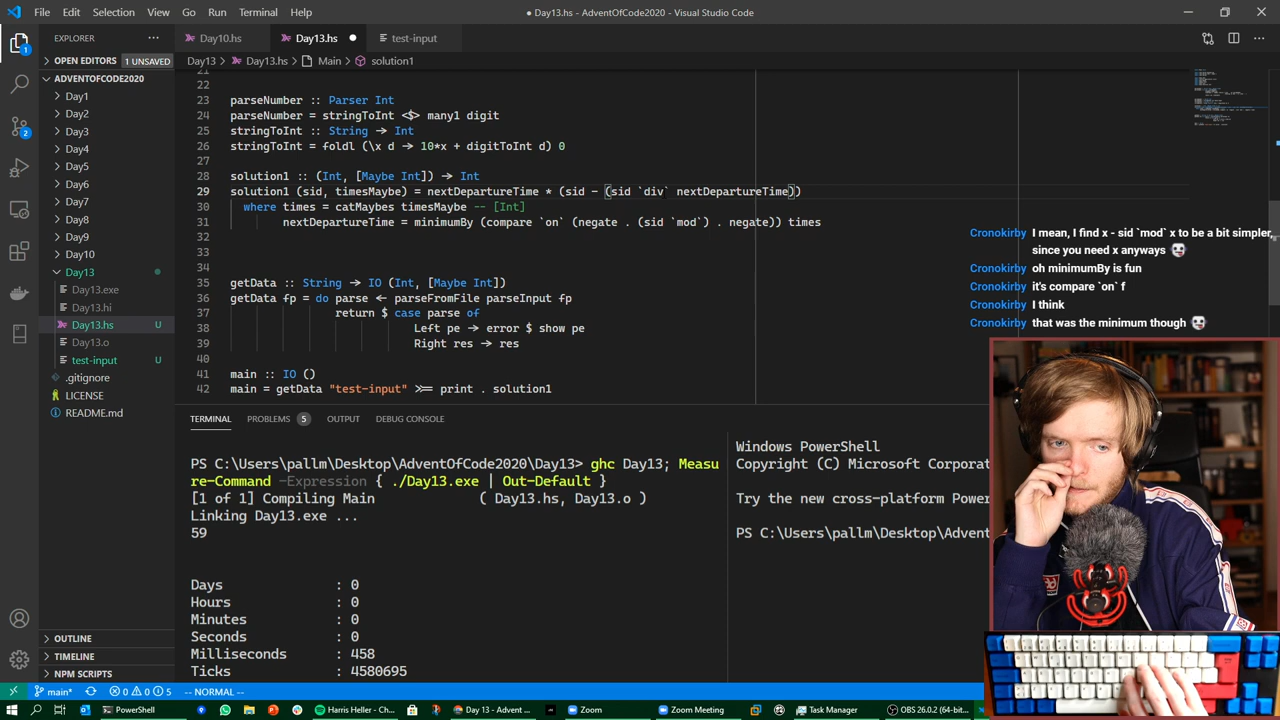 File Edit Selection View Go Run Terminal Help
● Day13.hs - AdventOfCode2020 - Visual Studio Code
EXPLORER
Day10.hs
Day13.hs
test-input
OPEN EDITORS 1 UNSAVED
Day13 > Day13.hs > Main > solution1
ADVENTOFCODE2020
Day1
Day2
Day3
Day4
Day5
Day6
Day7
Day8
Day9
Day10
Day13
Day13.exe
Day13.hi
Day13.hs U
Day13.o
test-input U
.gitignore
LICENSE
README.md
OUTLINE
TIMELINE
NPM SCRIPTS
1
2
21
22
23 parseNumber :: Parser Int
24 parseNumber = stringToInt <$> many1 digit
25 stringToInt :: String → Int
26 stringToInt = foldl (\x d → 10*x + digitToInt d) 0
27
28 solution1 :: (Int, [Maybe Int]) → Int
29 solution1 (sid, timesMaybe) = nextDepartureTime * (sid - (sid `div` nextDepartureTime))
30 where times = catMaybes timesMaybe -- [Int]
31 nextDepartureTime = minimumBy (compare `on` (negate . (sid `mod`) . negate)) times
32
33
34
35 getData :: String → IO (Int, [Maybe Int])
36 getData fp = do parse ← parseFromFile parseInput fp
37 return $ case parse of
38 Left pe → error $ show pe
39 Right res → res
40
41 main :: IO ()
42 main = getData "test-input" >>= print . solution1
Cronokirby I mean, I find x - sid `mod` x to be a bit simpler,
since you need x anyways
Cronokirby oh minimumBy is fun
Cronokirby it's compare `on` f
Cronokirby I think
Cronokirby that was the minimum though
TERMINAL PROBLEMS 5 OUTPUT DEBUG CONSOLE
PS C:\Users\pallm\Desktop\AdventOfCode2020\Day13> ghc Day13; Measu
re-Command -Expression { ./Day13.exe | Out-Default }
[1 of 1] Compiling Main ( Day13.hs, Day13.o )
Linking Day13.exe ...
59
Days : 0
Hours : 0
Minutes : 0
Seconds : 0
Milliseconds : 458
Ticks : 4580695
Windows PowerShell
Copyright (C) Microsoft Corporat
Try the new cross-platform Power
PS C:\Users\pallm\Desktop\Advent
main* 0 0 5 -- NORMAL --
PowerShell
Harris Heller - Ch...
Day 13 - Advent ...
Zoom
Zoom Meeting
Task Manager
OBS 26.0.2 (64-bit...